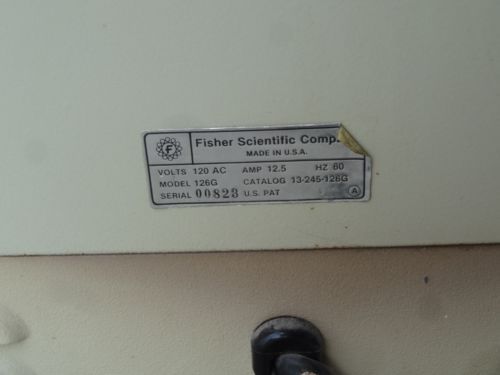 F
Fisher Scientific Comp
MADE IN U.S.A.
VOLTS 120 AC AMP 12.5 HZ 60
MODEL 126G CATALOG 13-245-126G
SERIAL 00823 U.S. PAT
A